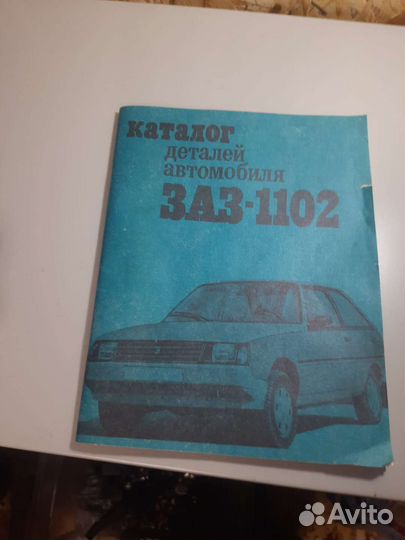 каталог
деталей
автомобиля
ЗАЗ-1102
Avito